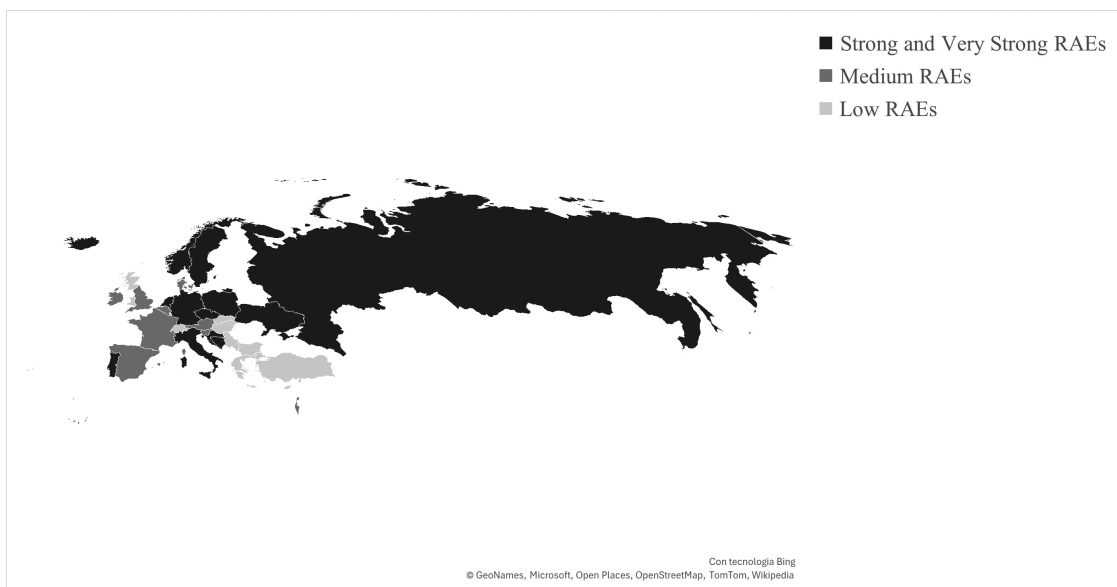 Strong and Very Strong RAEs
Medium RAEs
Low RAEs
Con tecnologia Bing
© GeoNames, Microsoft, Open Places, OpenStreetMap, TomTom, Wikipedia